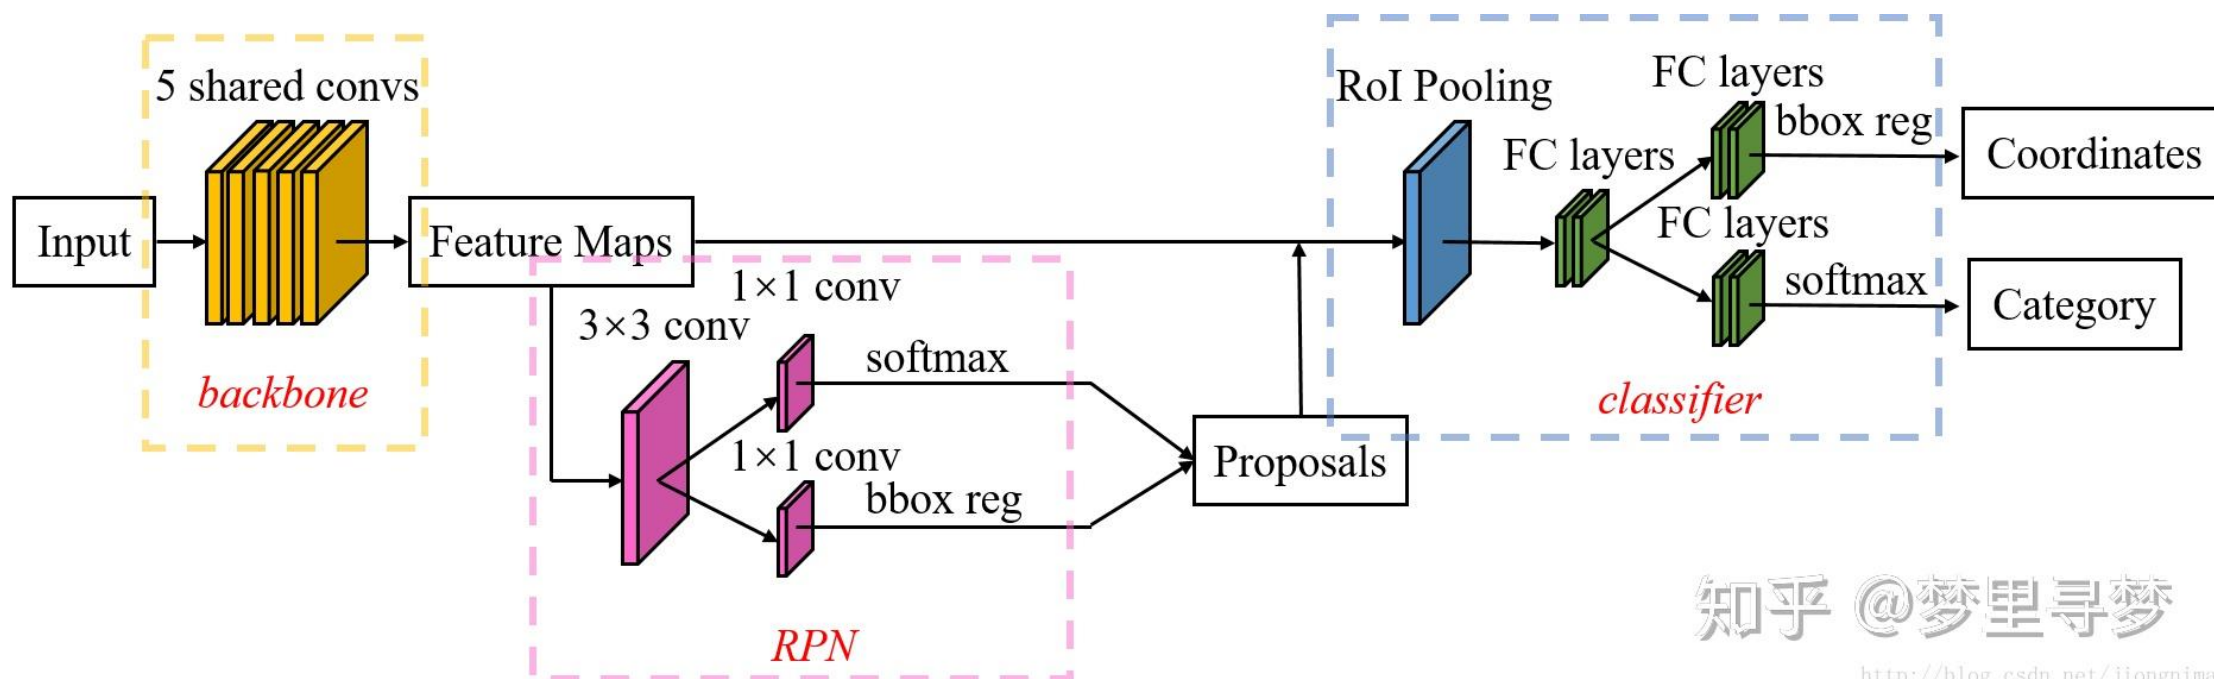 5 shared convs
Input
backbone
Feature Maps
1×1 conv
3×3 conv
softmax
1×1 conv
bbox reg
RPN
Proposals
RoI Pooling
FC layers
FC layers
bbox reg
FC layers
softmax
classifier
Coordinates
Category
知乎 @梦里寻梦